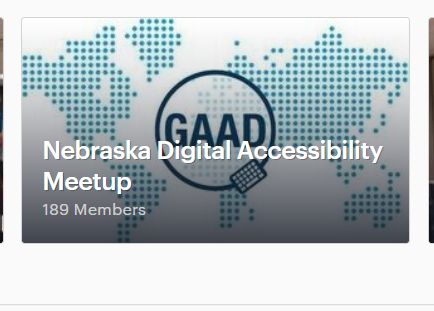 GAAD
Nebraska Digital Accessibility
Meetup
189 Members